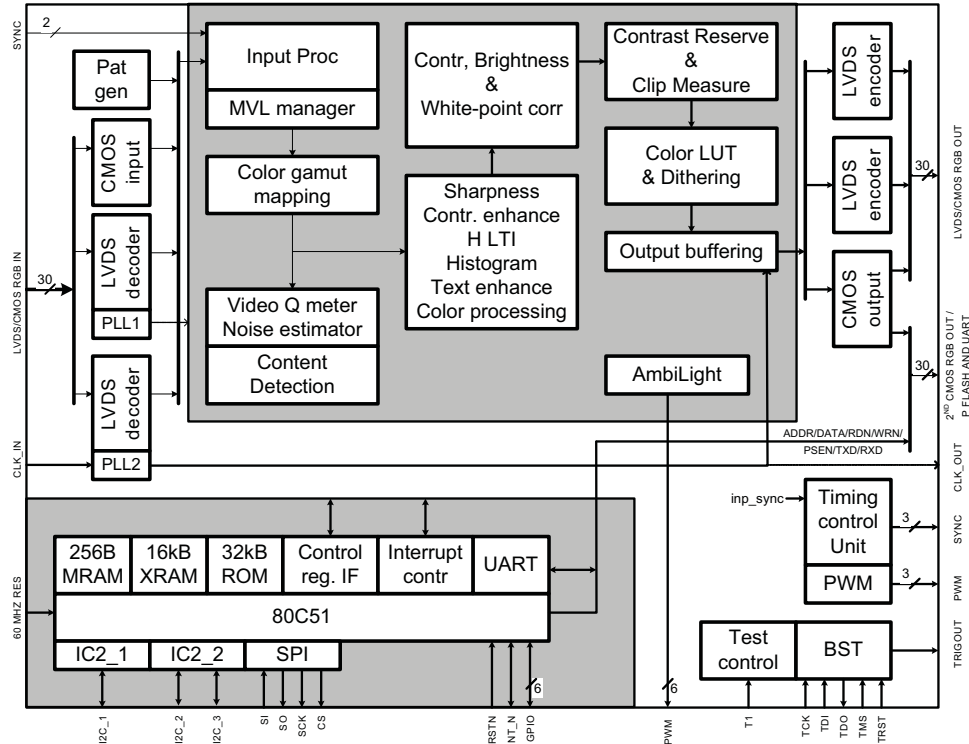 SYNC
2
Pat
gen
CMOS
input
LVDS
decoder
PLL1
LVDS
decoder
PLL2
LVDS/CMOS RGB IN
30
CLK_IN
Input Proc
MVL manager
Color gamut
mapping
Video Q meter
Noise estimator
Content
Detection
Contr, Brightness
&
White-point corr
Sharpness
Contr. enhance
H LTI
Histogram
Text enhance
Color processing
Contrast Reserve
&
Clip Measure
Color LUT
& Dithering
Output buffering
AmbiLight
LVDS
encoder
LVDS
encoder
CMOS
output
30
LVDS/CMOS RGB OUT
30
2ND CMOS RGB OUT /
P FLASH AND UART
ADDR/DATA/RDN/WRN/
PSEN/TXD/RXD
CLK_OUT
inp_sync
Timing
control
Unit
PWM
3
SYNC
3
PWM
60 MHZ RES
256B
MRAM
16kB
XRAM
32kB
ROM
Control
reg. IF
Interrupt
contr
UART
80C51
IC2_1
IC2_2
SPI
Test
control
BST
TRIGOUT
6
6
I2C_1
I2C_2
I2C_3
SI
SO
SCK
CS
RSTN
NT_N
GPIO
PWM
T1
TCK
TDI
TDO
TMS
TRST